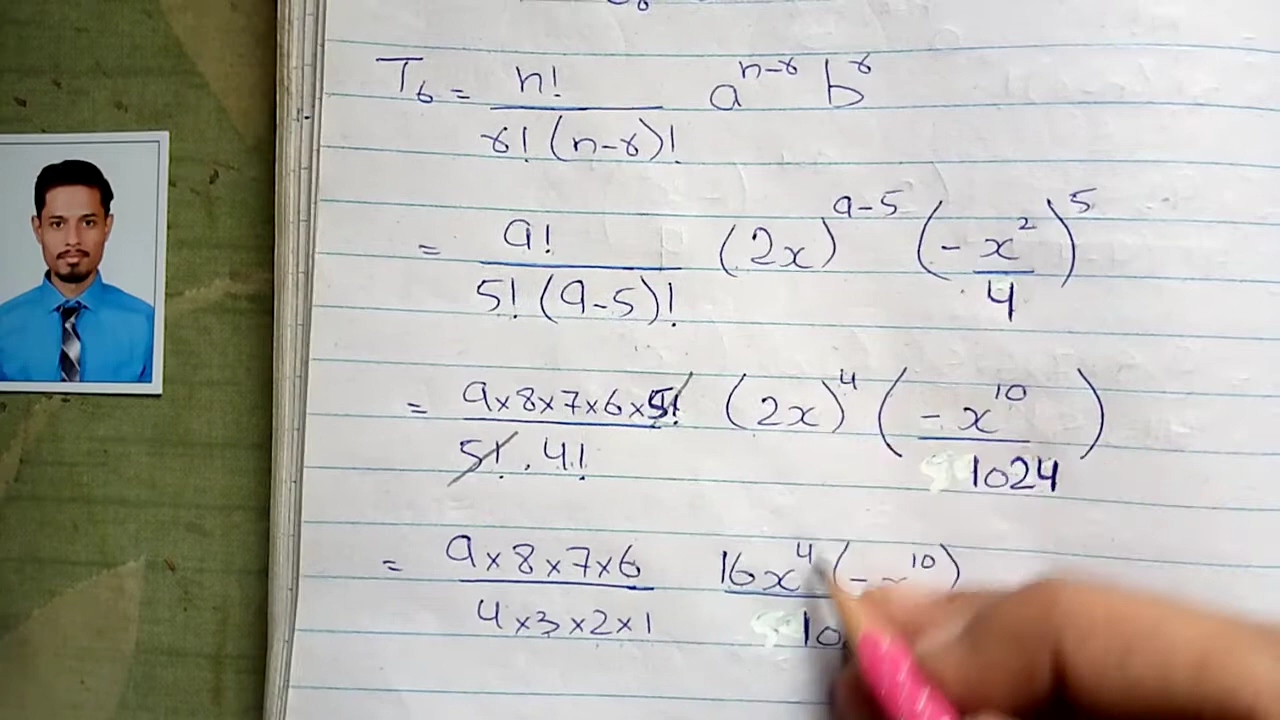 T₆ = n! / r!(n-r)! a^(n-r) b^r
= 9! / 5!(9-5)! (2x)^(9-5) (-x² / 4)^5
= 9×8×7×6×5! / 5!.4! (2x)^4 (-x^10 / 1024)
= 9×8×7×6 / 4×3×2×1 16x^4 (-x^10) /